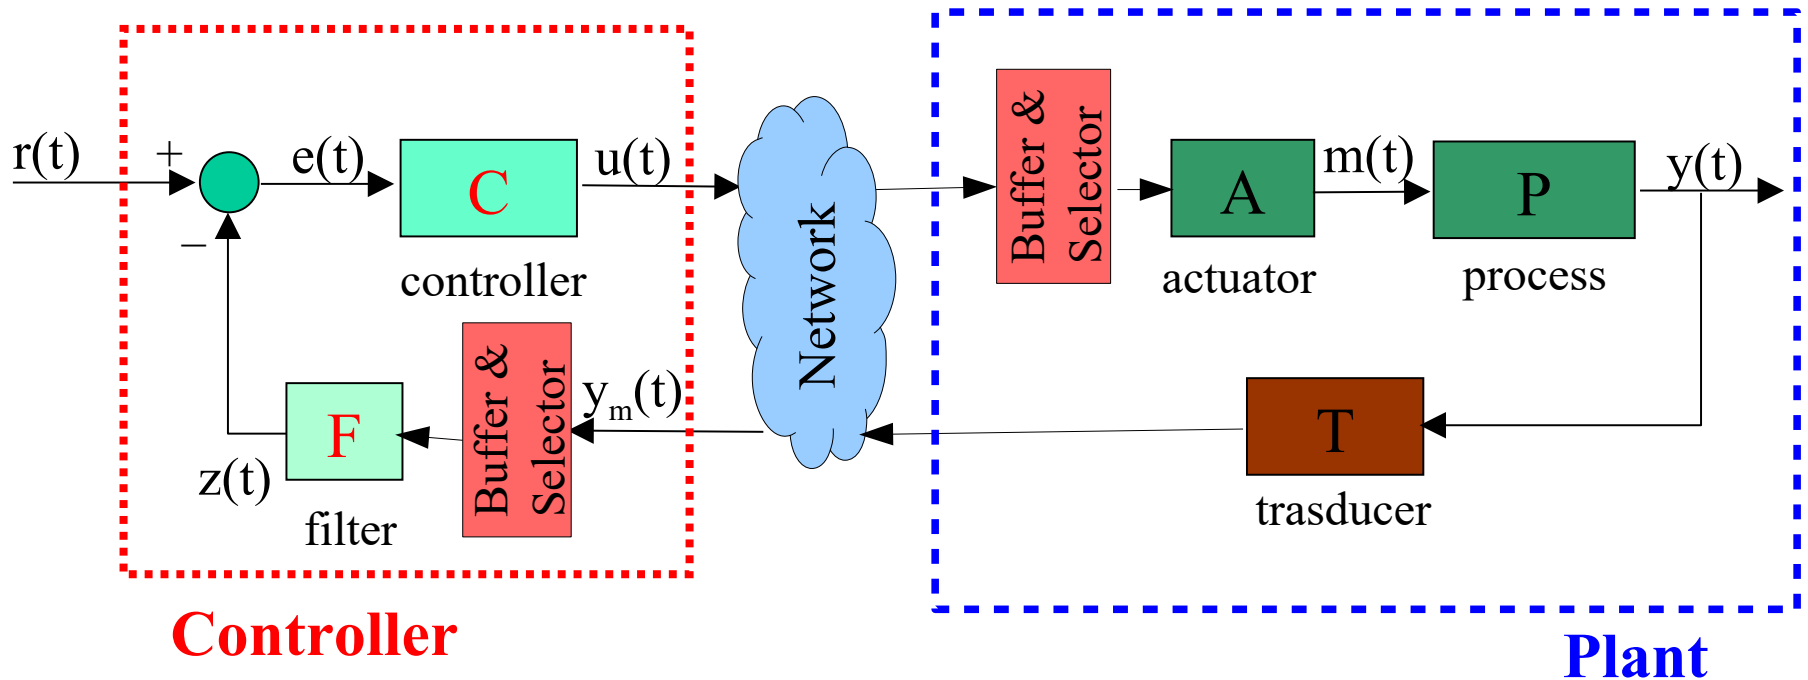 r(t)
+
−
e(t)
C
controller
u(t)
Network
Buffer &
Selector
A
actuator
m(t)
P
process
y(t)
z(t)
F
filter
Buffer &
Selector
yₘ(t)
T
trasducer
Controller
Plant